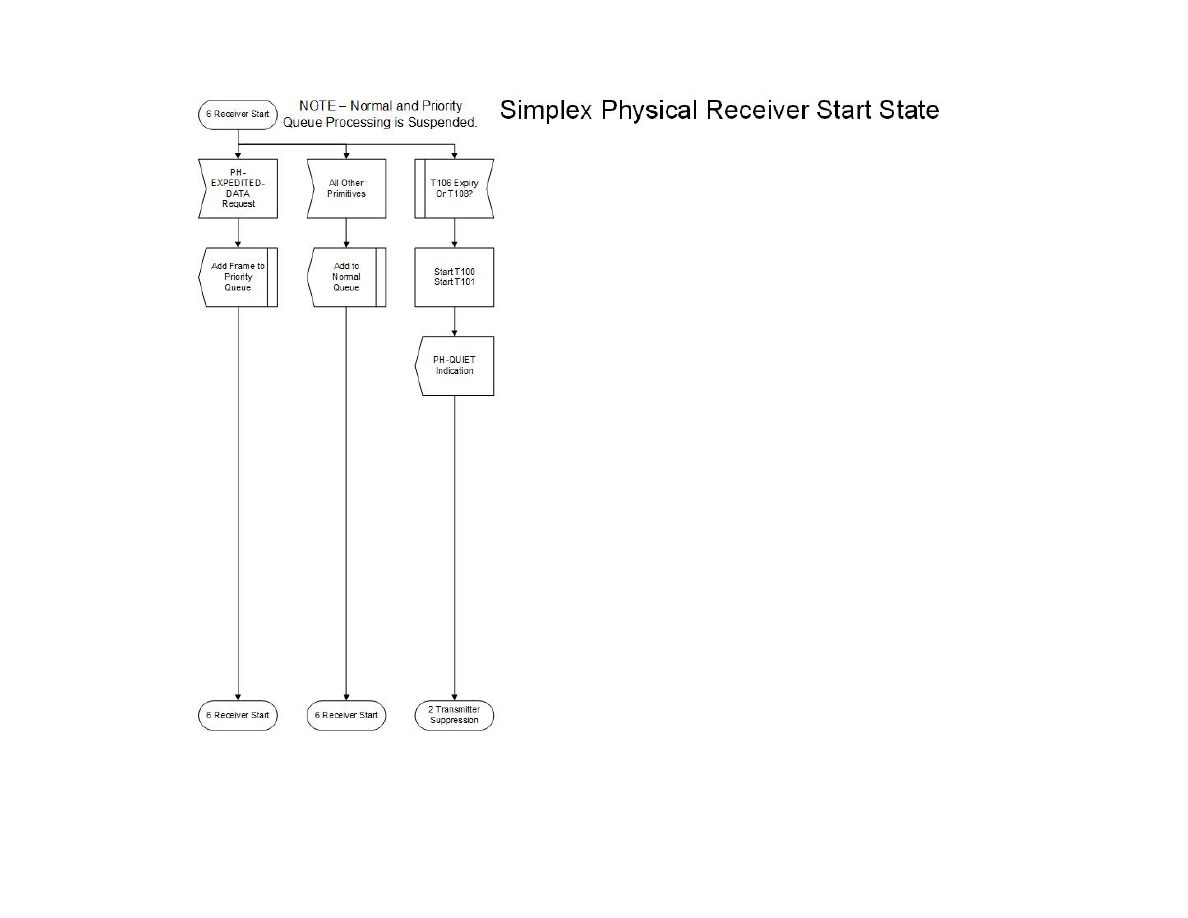 6 Receiver Start
NOTE – Normal and Priority
Queue Processing is Suspended.
Simplex Physical Receiver Start State
PH-
EXPEDITED-
DATA
Request
All Other
Primitives
T106 Expiry
Or T108?
Add Frame to
Priority
Queue
Add to
Normal
Queue
Start T100
Start T101
PH-QUIET
Indication
6 Receiver Start
6 Receiver Start
2 Transmitter
Suppression